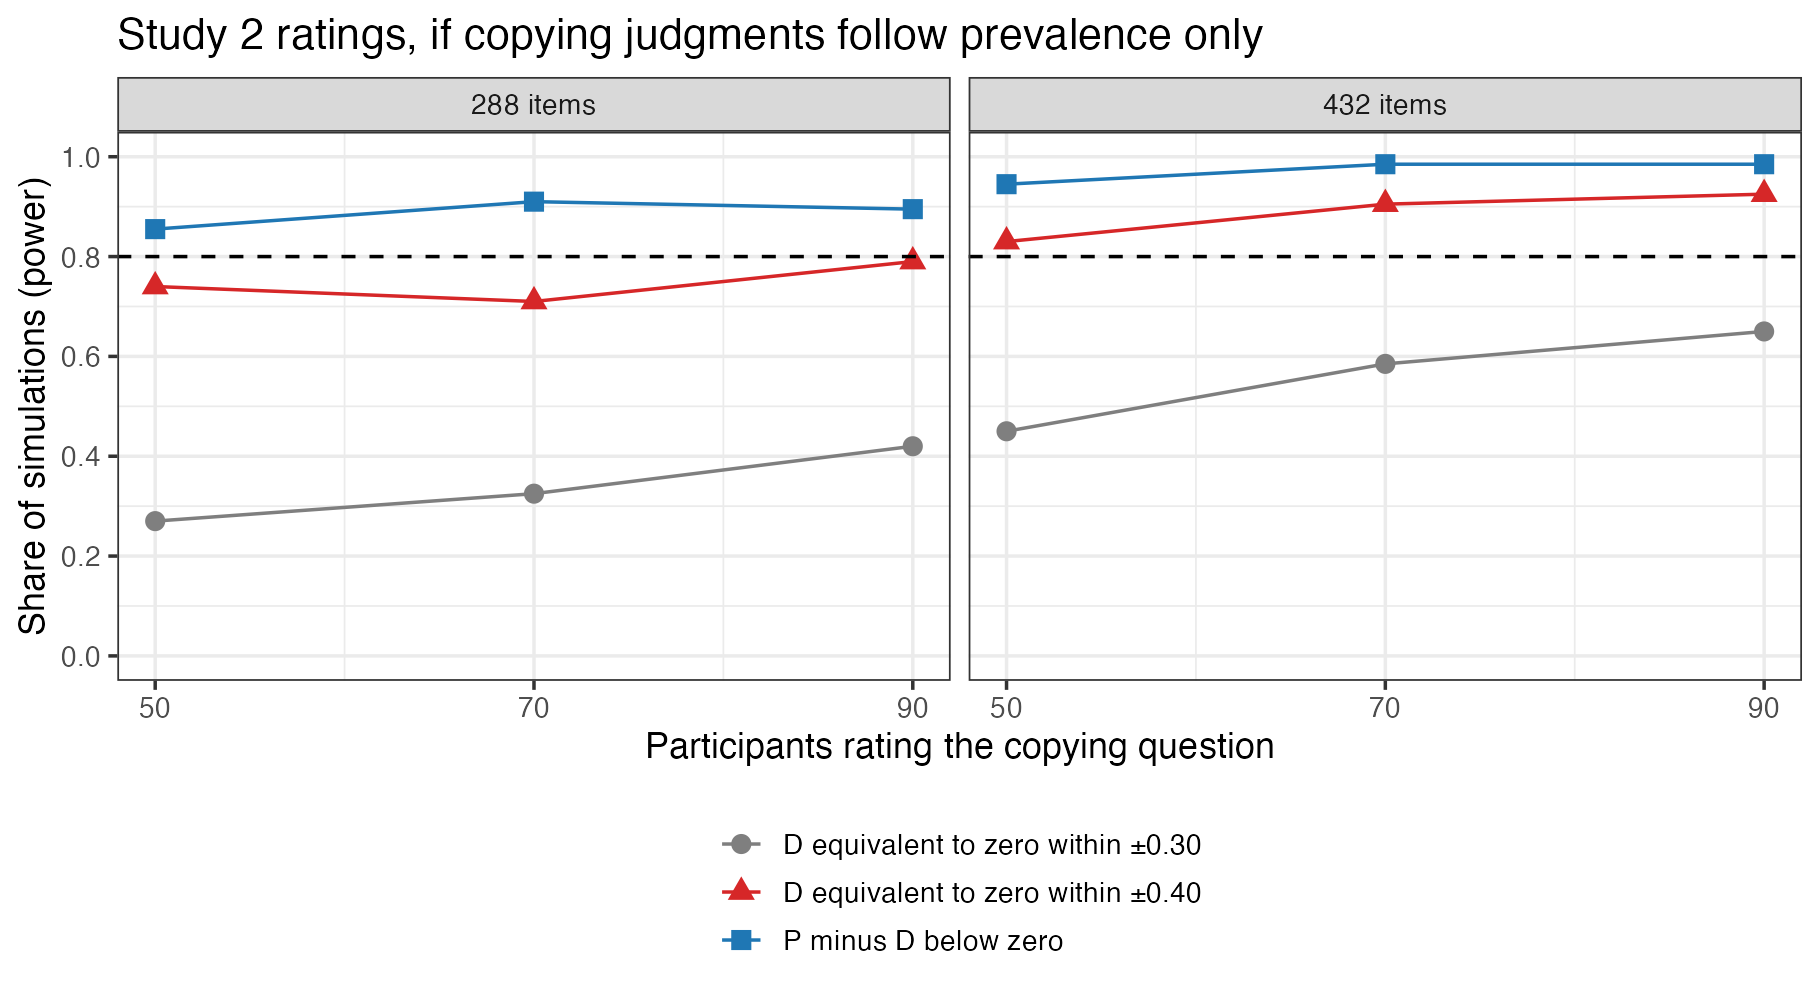 Study 2 ratings, if copying judgments follow prevalence only
288 items
432 items
Share of simulations (power)
1.0
0.8
0.6
0.4
0.2
0.0
50
70
90
50
70
90
Participants rating the copying question
D equivalent to zero within ±0.30
D equivalent to zero within ±0.40
P minus D below zero